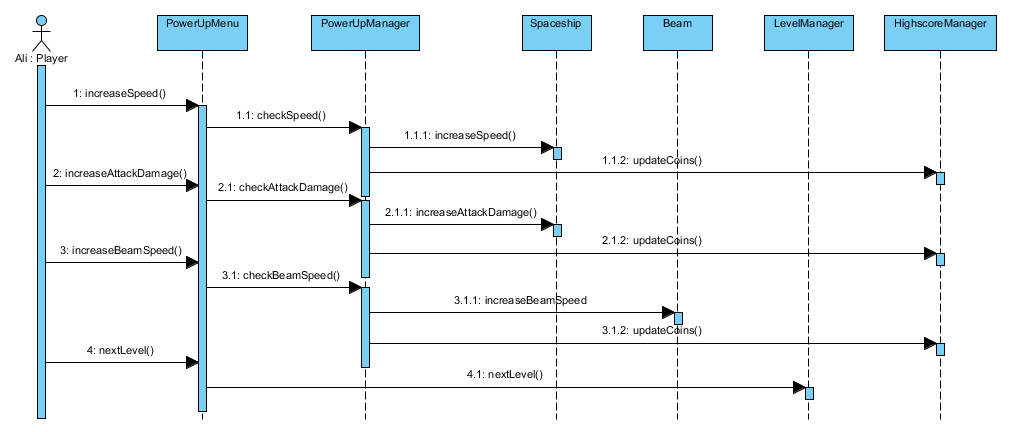 PowerUpMenu
PowerUpManager
Spaceship
Beam
LevelManager
HighscoreManager
Ali : Player
1: increaseSpeed()
1.1: checkSpeed()
1.1.1: increaseSpeed()
1.1.2: updateCoins()
2: increaseAttackDamage()
2.1: checkAttackDamage()
2.1.1: increaseAttackDamage()
2.1.2: updateCoins()
3: increaseBeamSpeed()
3.1: checkBeamSpeed()
3.1.1: increaseBeamSpeed
3.1.2: updateCoins()
4: nextLevel()
4.1: nextLevel()